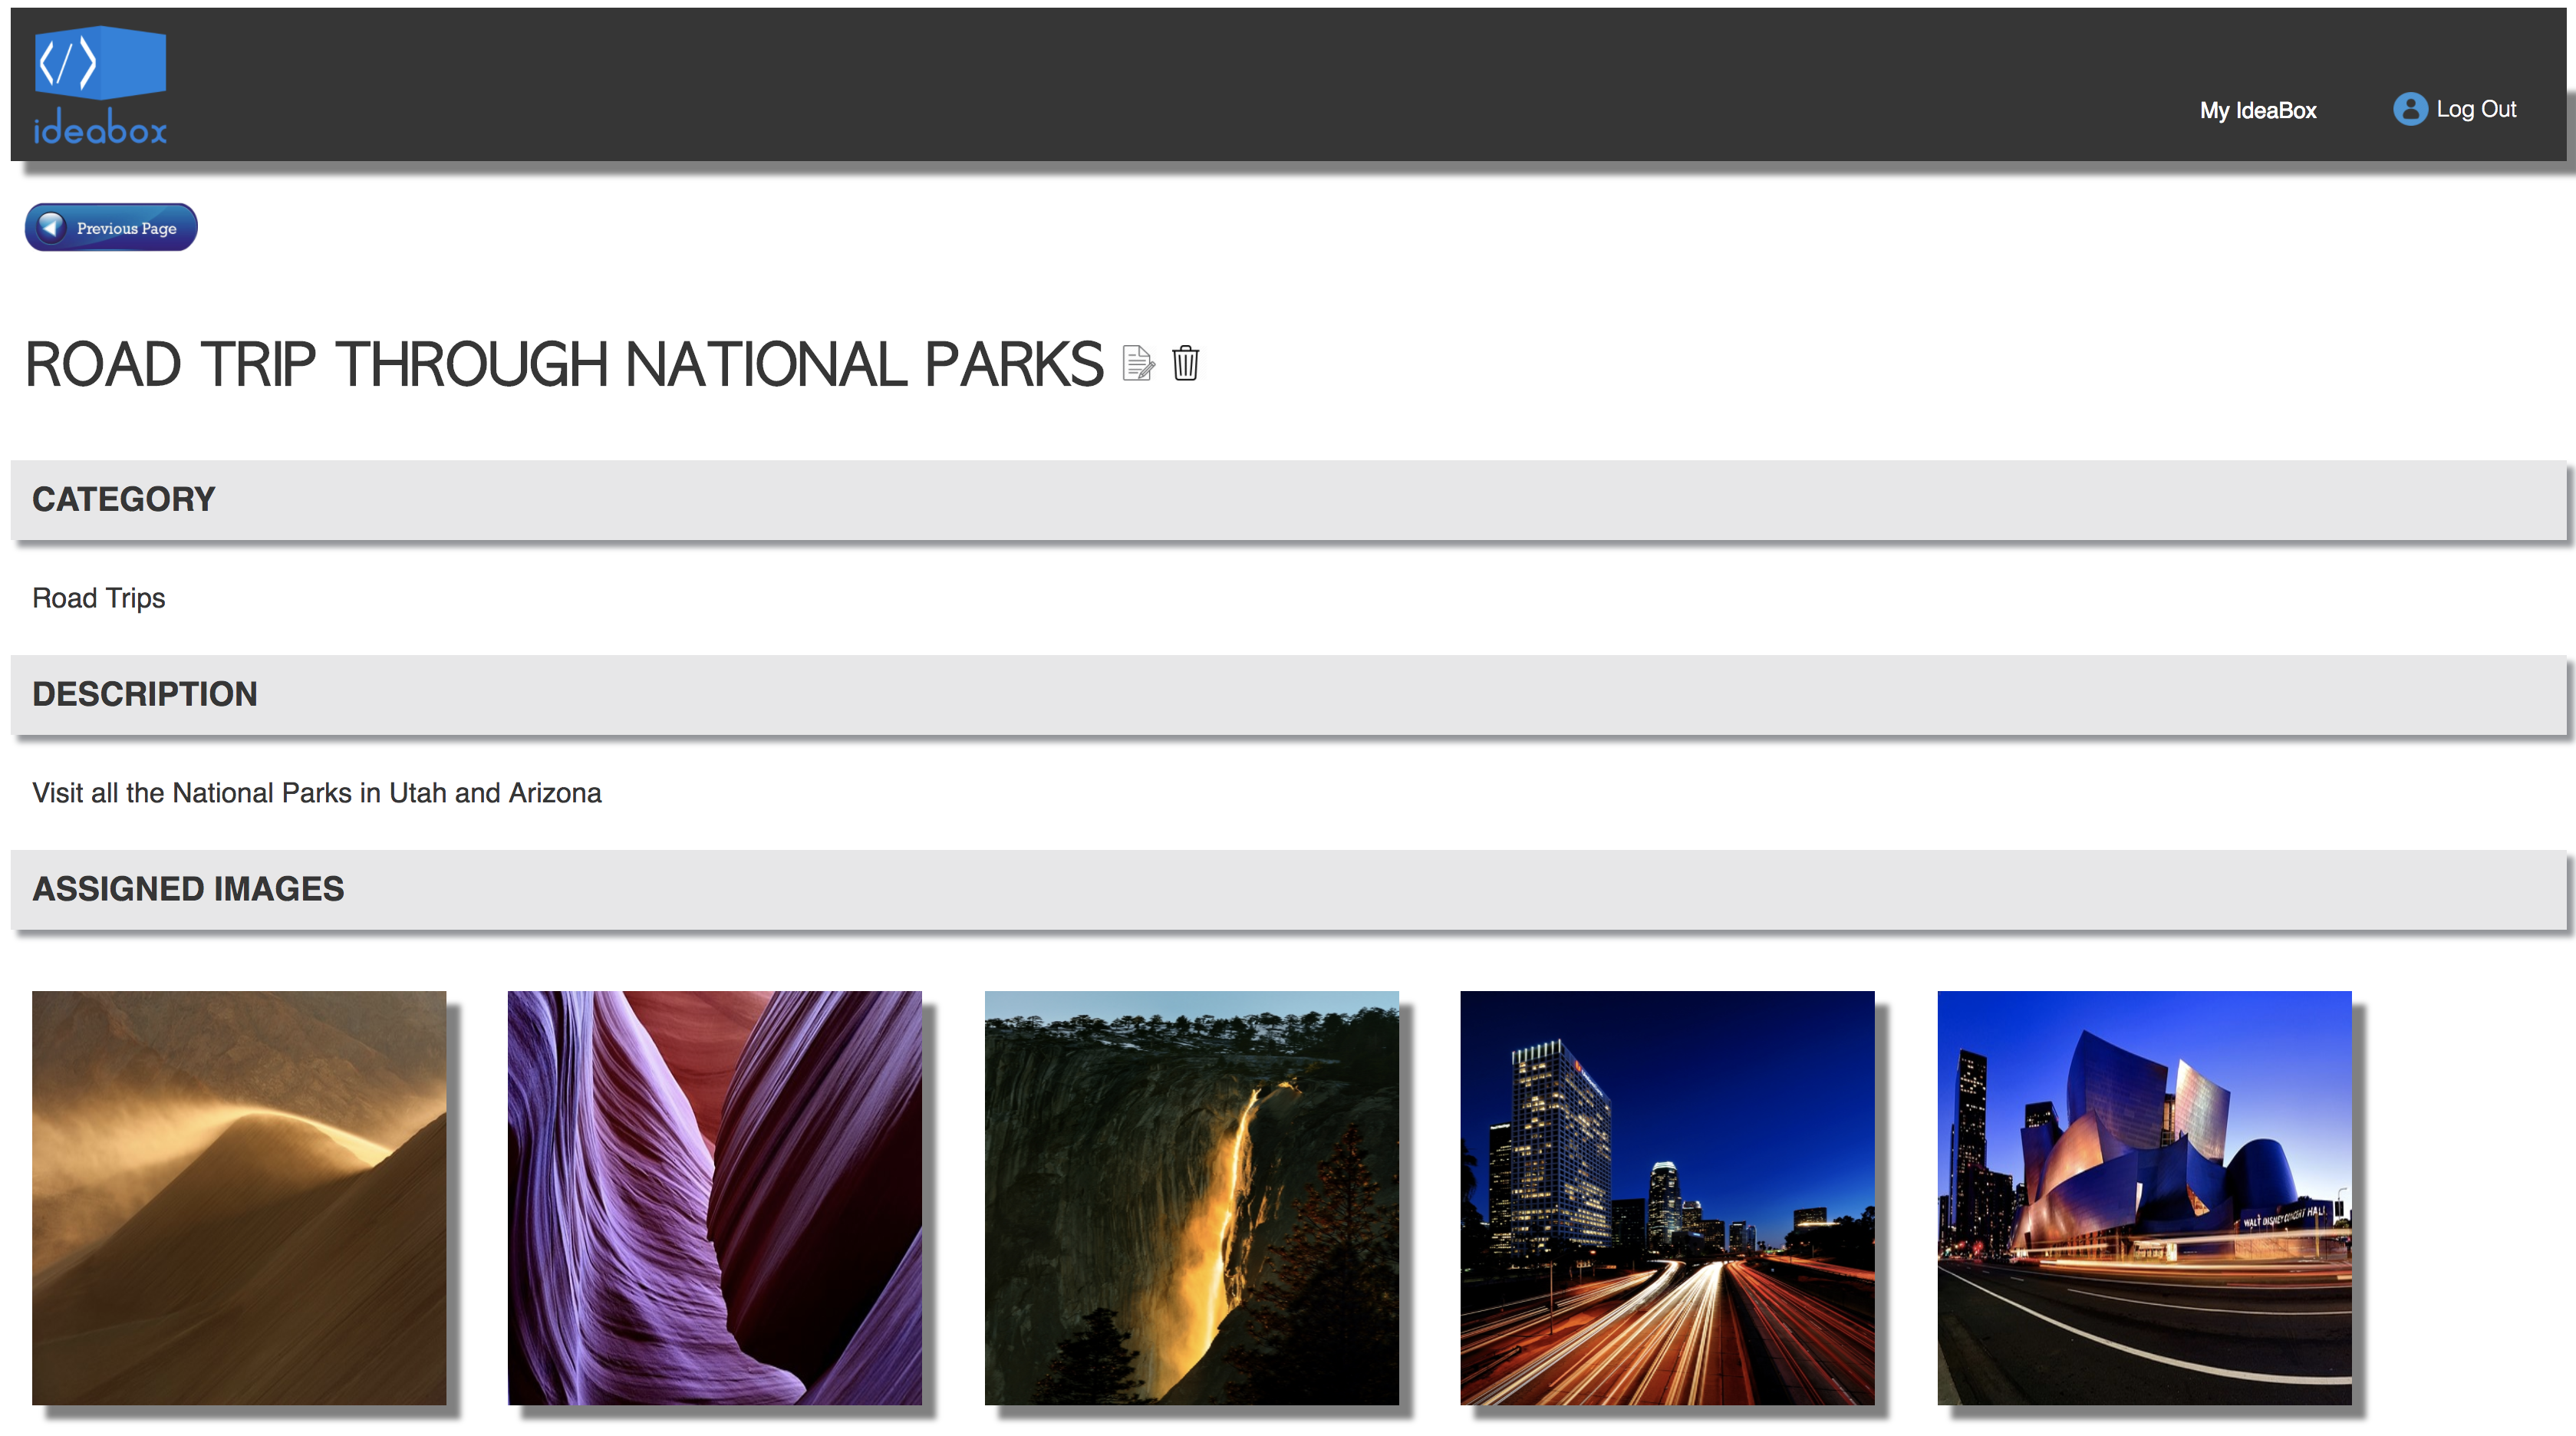 </>
ideabox
My IdeaBox
Log Out
Previous Page
ROAD TRIP THROUGH NATIONAL PARKS
CATEGORY
Road Trips
DESCRIPTION
Visit all the National Parks in Utah and Arizona
ASSIGNED IMAGES
WALT DISNEY CONCERT HALL